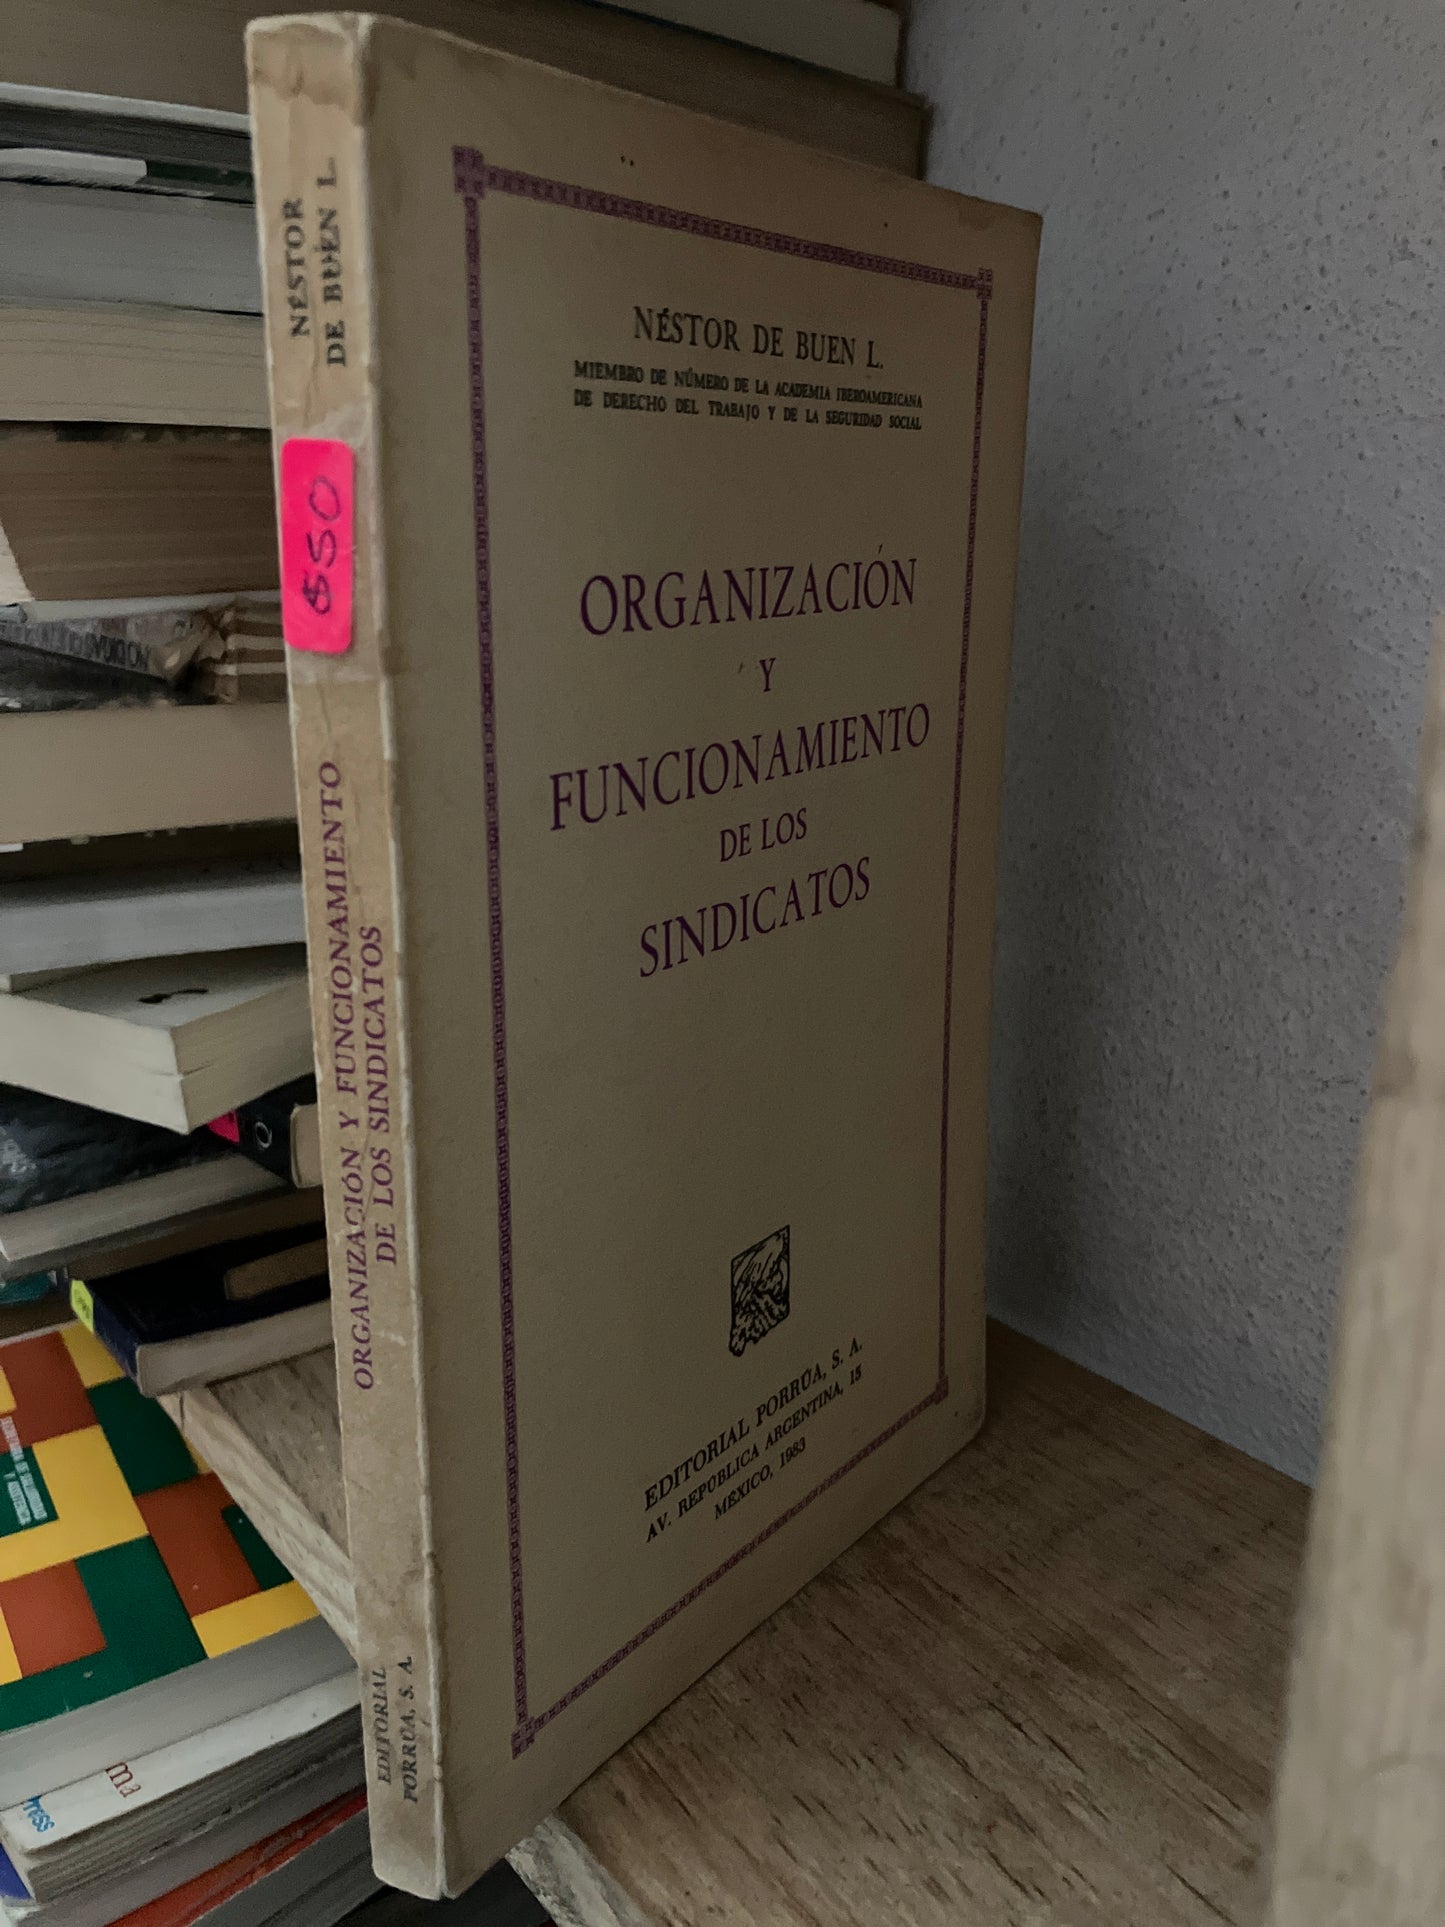 NÉSTOR
DE BUEN L.
$50
ORGANIZACIÓN Y FUNCIONAMIENTO
DE LOS SINDICATOS
EDITORIAL
PORRÚA, S. A.
NÉSTOR DE BUEN L.
MIEMBRO DE NÚMERO DE LA ACADEMIA IBEROAMERICANA
DE DERECHO DEL TRABAJO Y DE LA SEGURIDAD SOCIAL
ORGANIZACIÓN
Y
FUNCIONAMIENTO
DE LOS
SINDICATOS
EDITORIAL PORRÚA, S. A.
AV. REPÚBLICA ARGENTINA, 15
MÉXICO, 1983
ma
Press